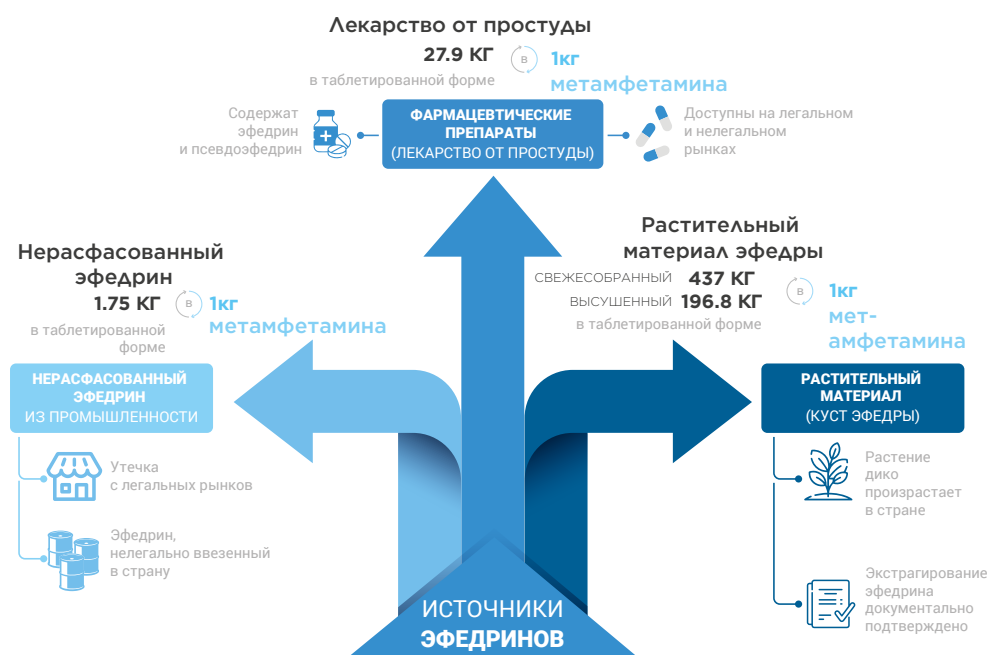 Лекарство от простуды
27.9 КГ
в таблетированной форме
в
1кг
метамфетамина
Содержат
эфедрин
и псевдоэфедрин
ФАРМАЦЕВТИЧЕСКИЕ
ПРЕПАРАТЫ
(ЛЕКАРСТВО ОТ ПРОСТУДЫ)
Доступны на легальном
и нелегальном
рынках
Нерасфасованный
эфедрин
1.75 КГ
в таблетированной
форме
в
1кг
метамфетамина
НЕРАСФАСОВАННЫЙ
ЭФЕДРИН
ИЗ ПРОМЫШЛЕННОСТИ
Утечка
с легальных рынков
Эфедрин,
нелегально ввезенный
в страну
Растительный
материал эфедры
СВЕЖЕСОБРАННЫЙ 437 КГ
ВЫСУШЕННЫЙ 196.8 КГ
в таблетированной форме
в
1кг
мет-
амфетамина
РАСТИТЕЛЬНЫЙ
МАТЕРИАЛ
(КУСТ ЭФЕДРЫ)
Растение
дико
произрастает
в стране
Экстрагирование
эфедрина
документально
подтверждено
ИСТОЧНИКИ
ЭФЕДРИНОВ